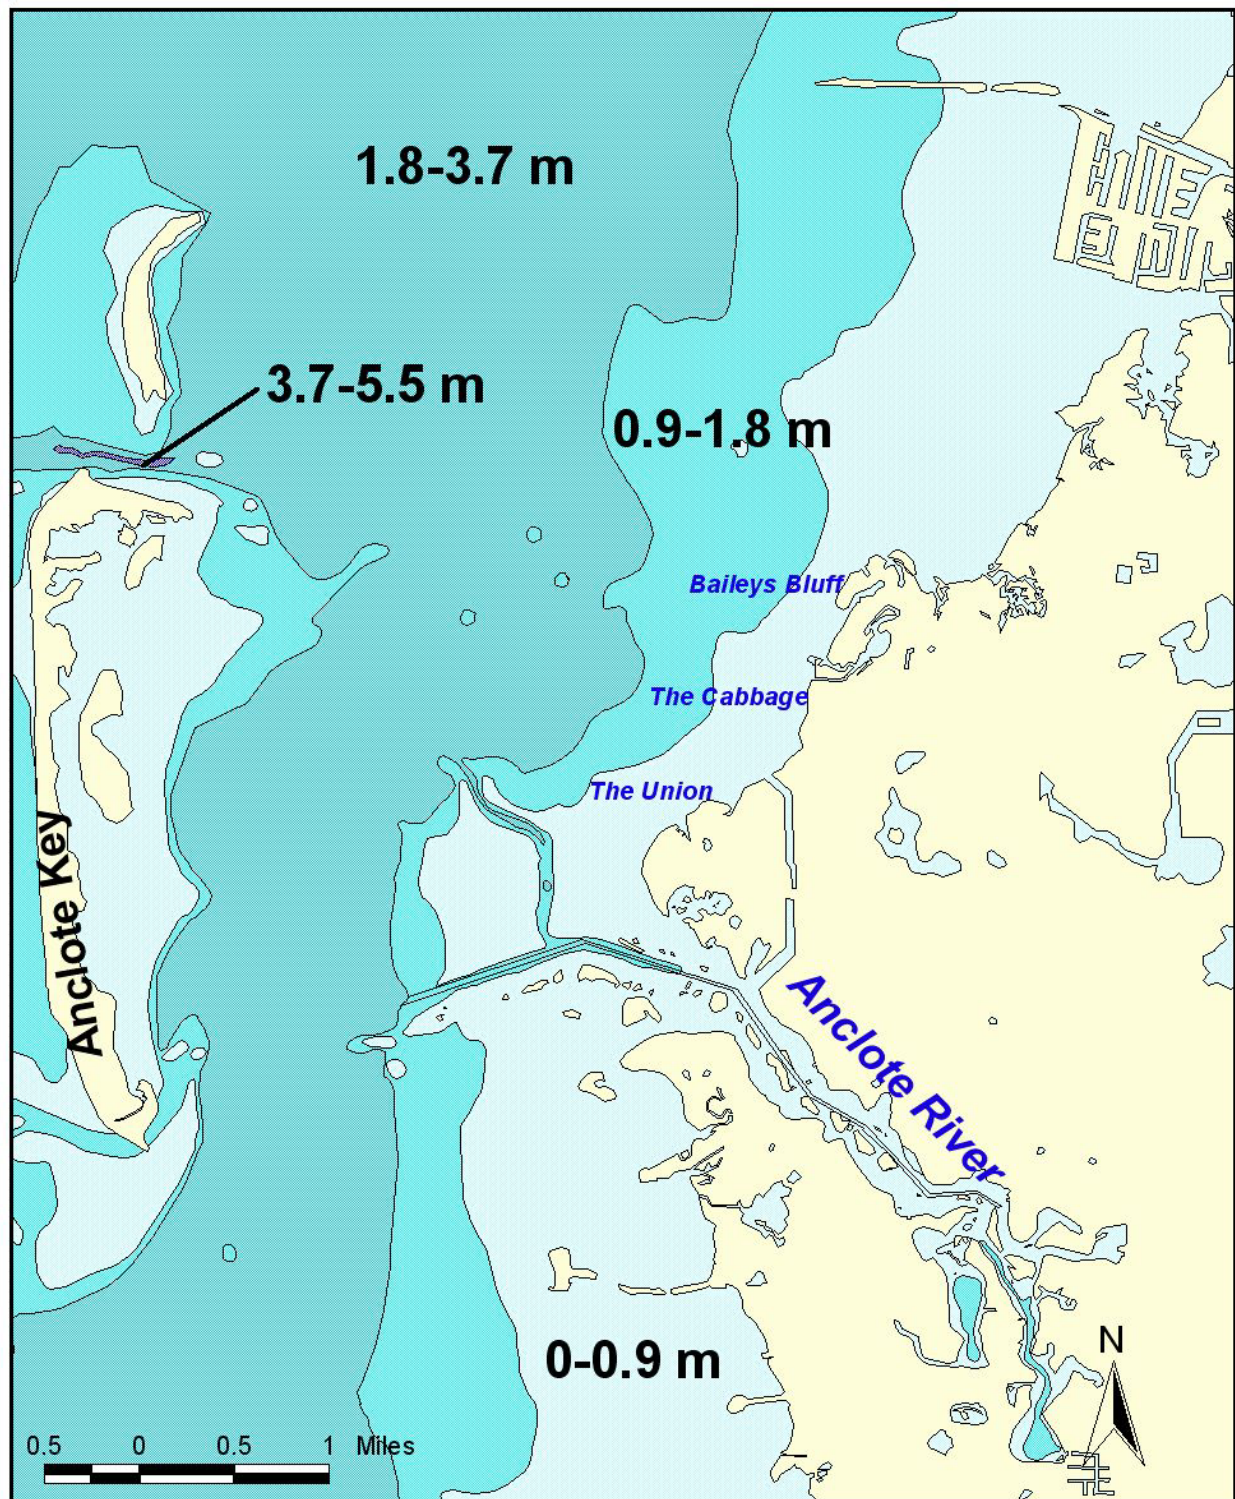 1.8-3.7 m
3.7-5.5 m
0.9-1.8 m
Baileys Bluff
The Cabbage
The Union
Anclote Key
Anclote River
0-0.9 m
N
0.5 0 0.5 1 Miles